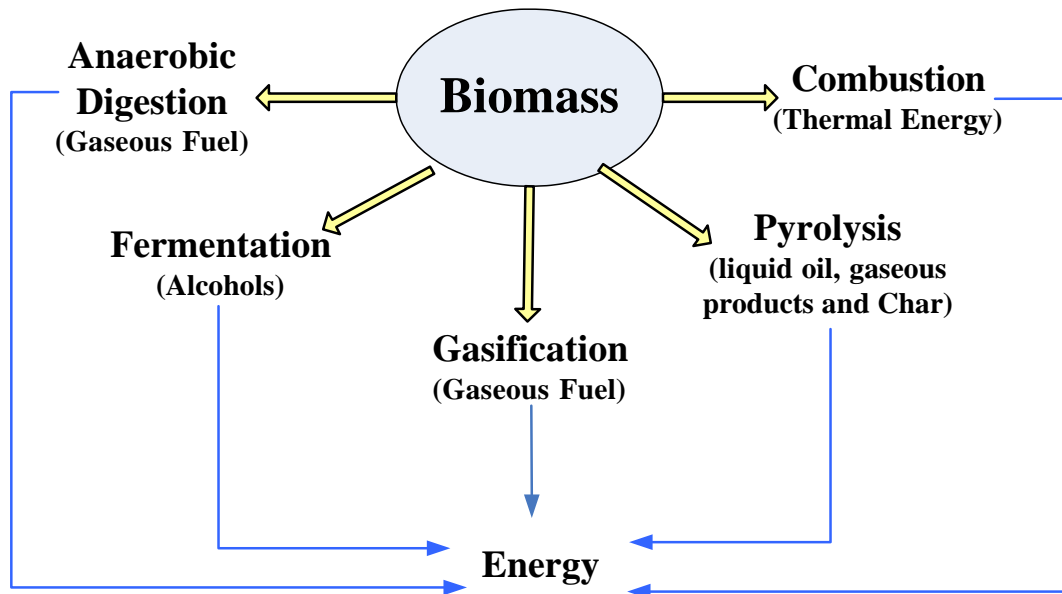 Biomass
Anaerobic
Digestion
(Gaseous Fuel)
Combustion
(Thermal Energy)
Fermentation
(Alcohols)
Pyrolysis
(liquid oil, gaseous
products and Char)
Gasification
(Gaseous Fuel)
Energy